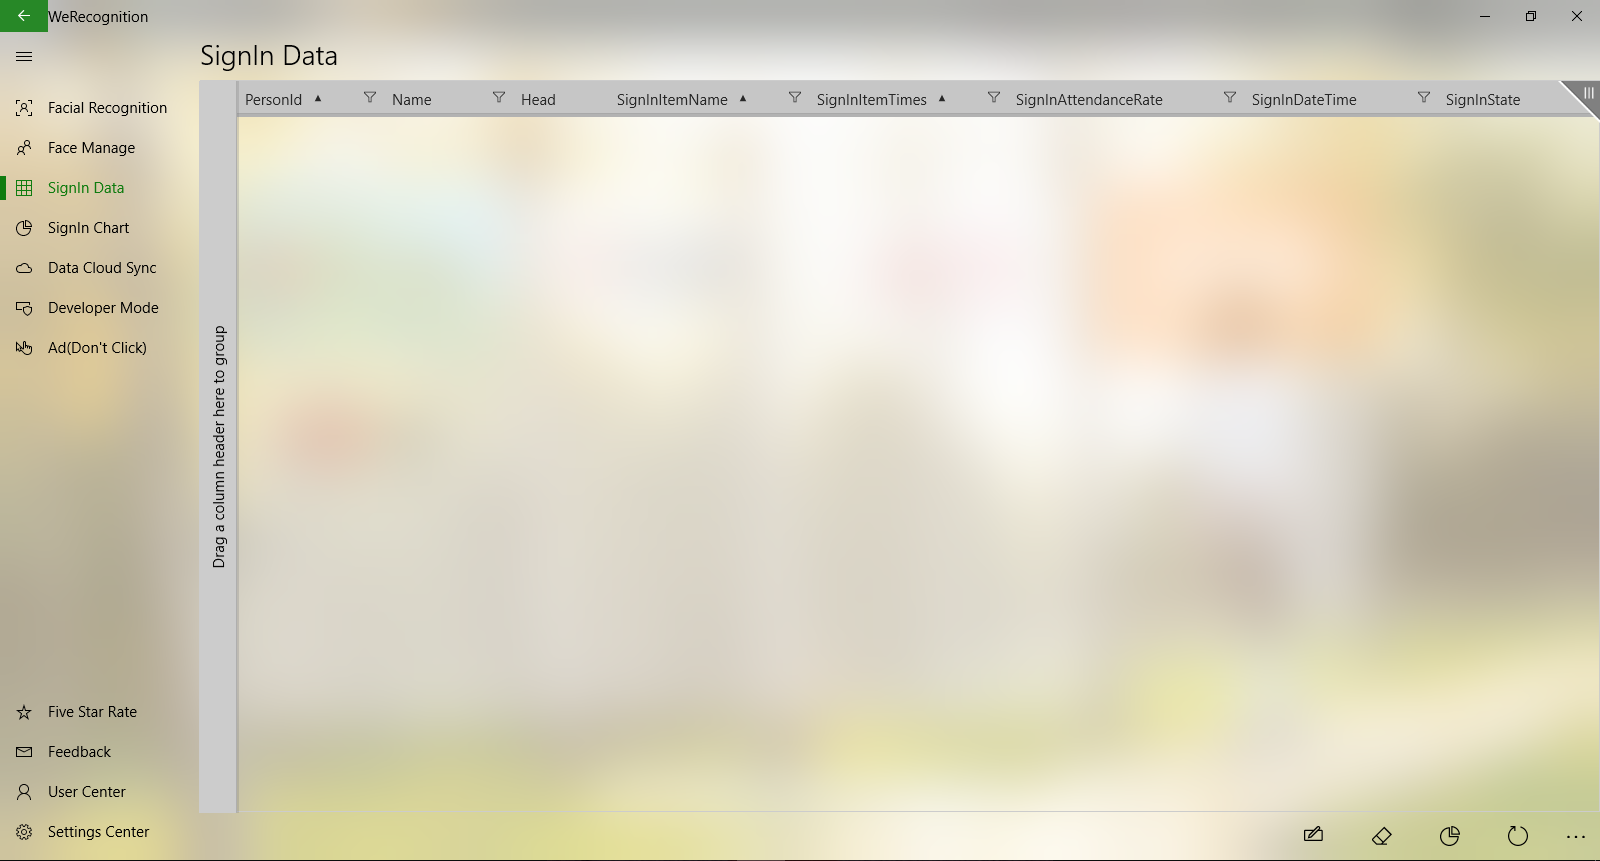 WeRecognition
SignIn Data
Facial Recognition
Face Manage
SignIn Data
SignIn Chart
Data Cloud Sync
Developer Mode
Ad(Don't Click)
Five Star Rate
Feedback
User Center
Settings Center
Drag a column header here to group
PersonId Name Head SignInItemName SignInItemTimes SignInAttendanceRate SignInDateTime SignInState